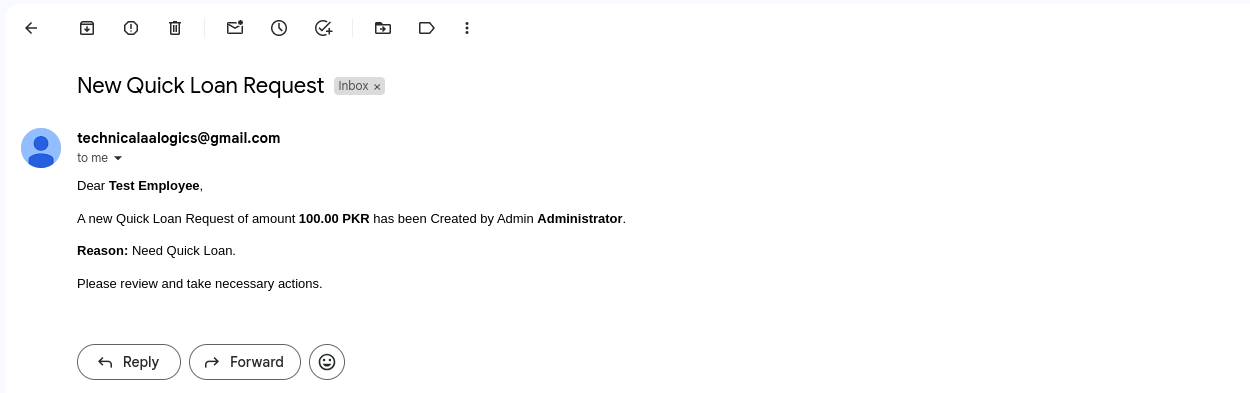 New Quick Loan Request Inbox ×
technicalaalogics@gmail.com
to me
Dear Test Employee,
A new Quick Loan Request of amount 100.00 PKR has been Created by Admin Administrator.
Reason: Need Quick Loan.
Please review and take necessary actions.
Reply Forward